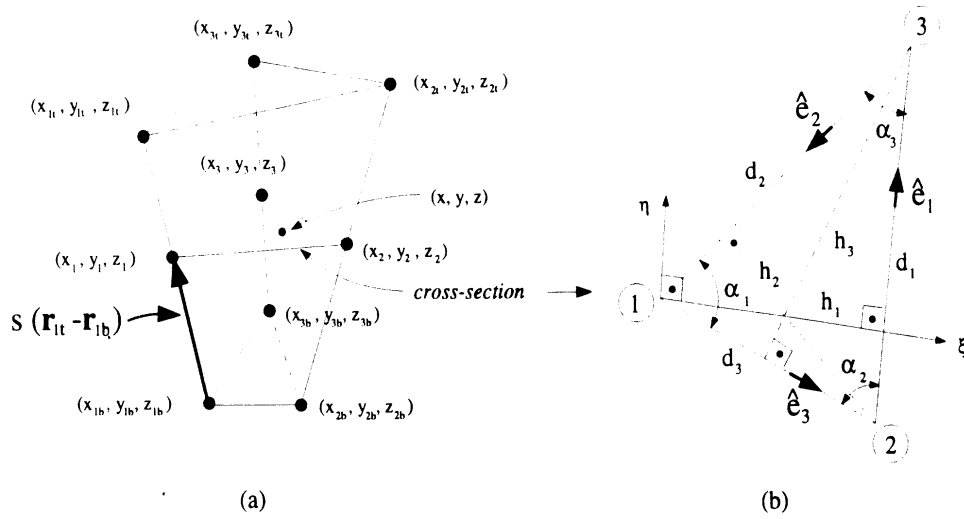 (x₃ₜ, y₃ₜ, z₃ₜ)
(x₂ₜ, y₂ₜ, z₂ₜ)
(x₁ₜ, y₁ₜ, z₁ₜ)
(x₃, y₃, z₃)
(x, y, z)
(x₁, y₁, z₁)
(x₂, y₂, z₂)
cross-section
s (r₁ₜ - r₁b)
(x₃b, y₃b, z₃b)
(x₁b, y₁b, z₁b)
(x₂b, y₂b, z₂b)
(a)
3
ê₂
α₃
d₂
ê₁
η
h₃
d₁
h₂
α₁
h₁
1
ξ
d₃
α₂
ê₃
2
(b)